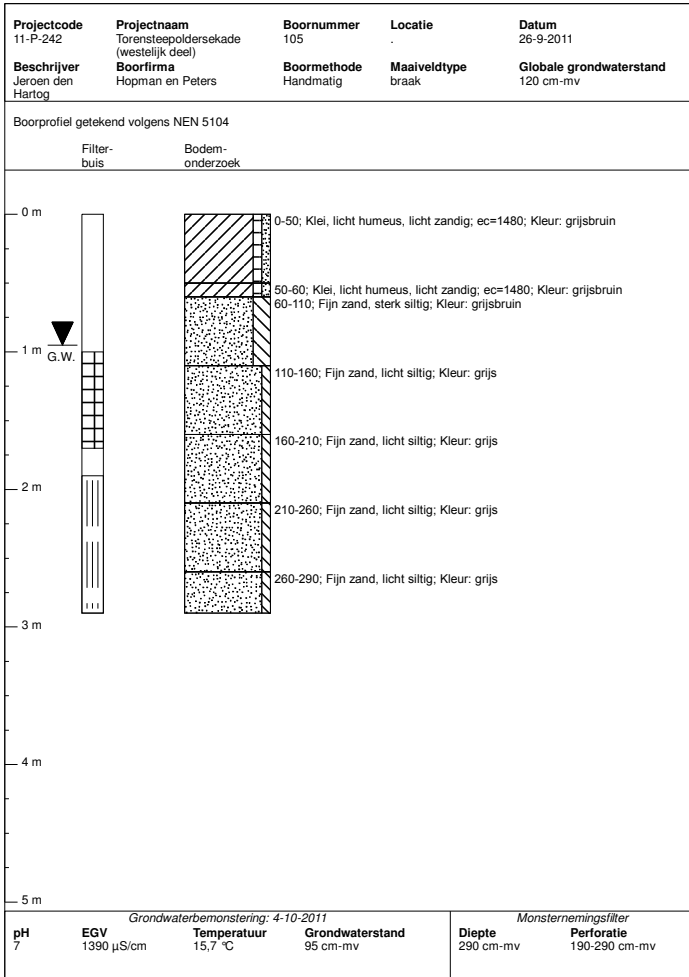 Projectcode Projectnaam Boornummer Locatie Datum
11-P-242 Torensteepoldersekade (westelijk deel) 105 . 26-9-2011
Beschrijver Boorfirma Boormethode Maaiveldtype Globale grondwaterstand
Jeroen den Hartog Hopman en Peters Handmatig braak 120 cm-mv
Boorprofiel getekend volgens NEN 5104
Filter-buis Bodem-onderzoek
0 m
0-50; Klei, licht humeus, licht zandig; ec=1480; Kleur: grijsbruin
50-60; Klei, licht humeus, licht zandig; ec=1480; Kleur: grijsbruin
60-110; Fijn zand, sterk siltig; Kleur: grijsbruin
1 m
G.W.
110-160; Fijn zand, licht siltig; Kleur: grijs
160-210; Fijn zand, licht siltig; Kleur: grijs
2 m
210-260; Fijn zand, licht siltig; Kleur: grijs
260-290; Fijn zand, licht siltig; Kleur: grijs
3 m
4 m
5 m
Grondwaterbemonstering: 4-10-2011 Monsternemingsfilter
pH EGV Temperatuur Grondwaterstand Diepte Perforatie
7 1390 µS/cm 15,7 °C 95 cm-mv 290 cm-mv 190-290 cm-mv